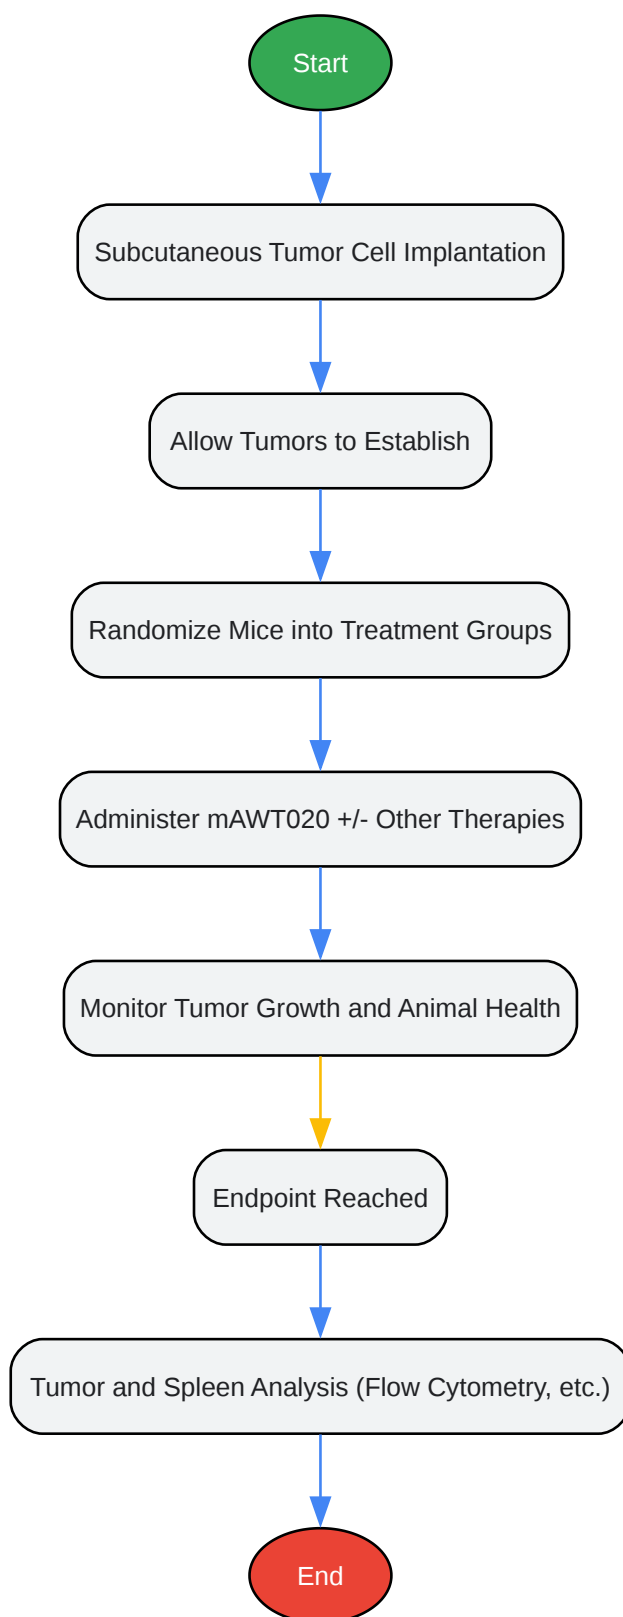 Start
Subcutaneous Tumor Cell Implantation
Allow Tumors to Establish
Randomize Mice into Treatment Groups
Administer mAWT020 +/- Other Therapies
Monitor Tumor Growth and Animal Health
Endpoint Reached
Tumor and Spleen Analysis (Flow Cytometry, etc.)
End